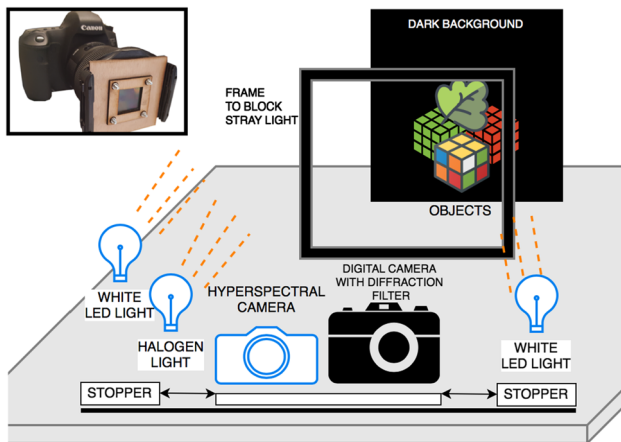 Canon
DARK BACKGROUND
FRAME
TO BLOCK
STRAY LIGHT
OBJECTS
WHITE
LED LIGHT
HALOGEN
LIGHT
HYPERSPECTRAL
CAMERA
DIGITAL CAMERA
WITH DIFFRACTION
FILTER
WHITE
LED LIGHT
STOPPER
STOPPER